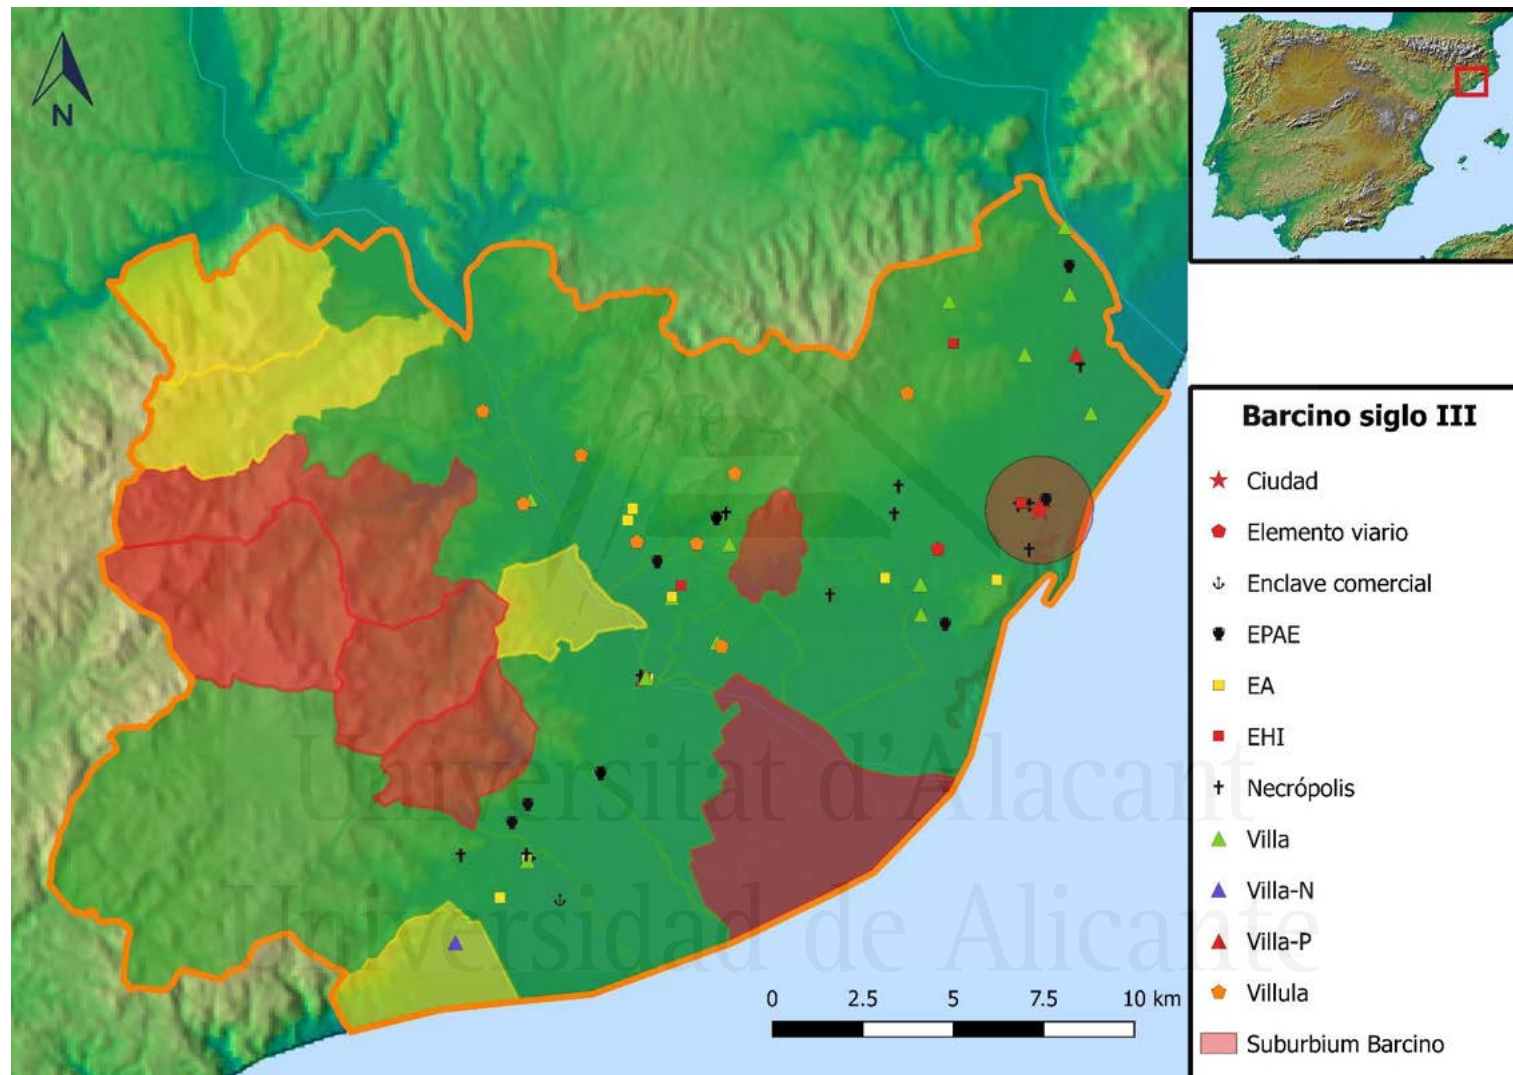 N
Barcino siglo III
Ciudad
Elemento viario
Enclave comercial
EPAE
EA
EHI
Necrópolis
Villa
Villa-N
Villa-P
Villula
Suburbium Barcino
0 2.5 5 7.5 10 km
Universitat d'Alacant
Universidad de Alicante